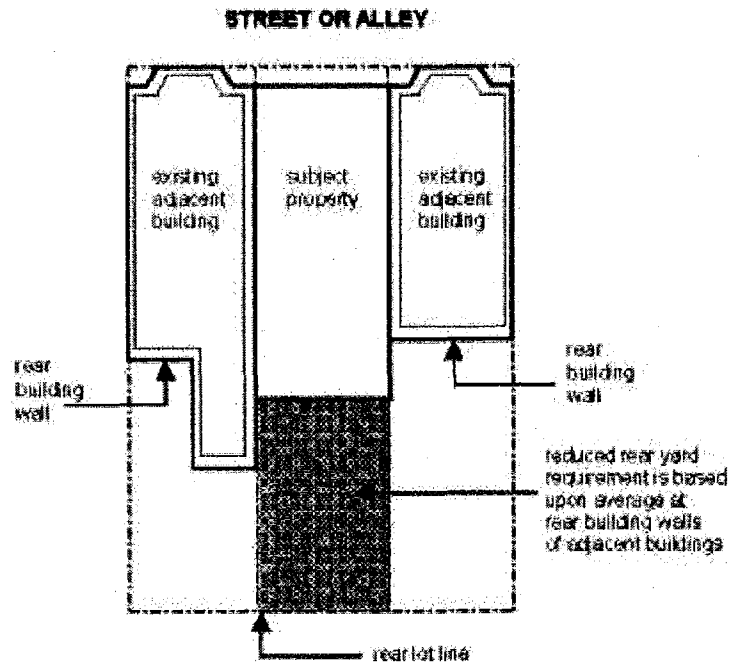 STREET OR ALLEY
existing
adjacent
building
subject
property
existing
adjacent
building
rear
building
wall
rear
building
wall
reduced rear yard
requirement is based
upon average at
rear building walls
of adjacent buildings
rear lot line